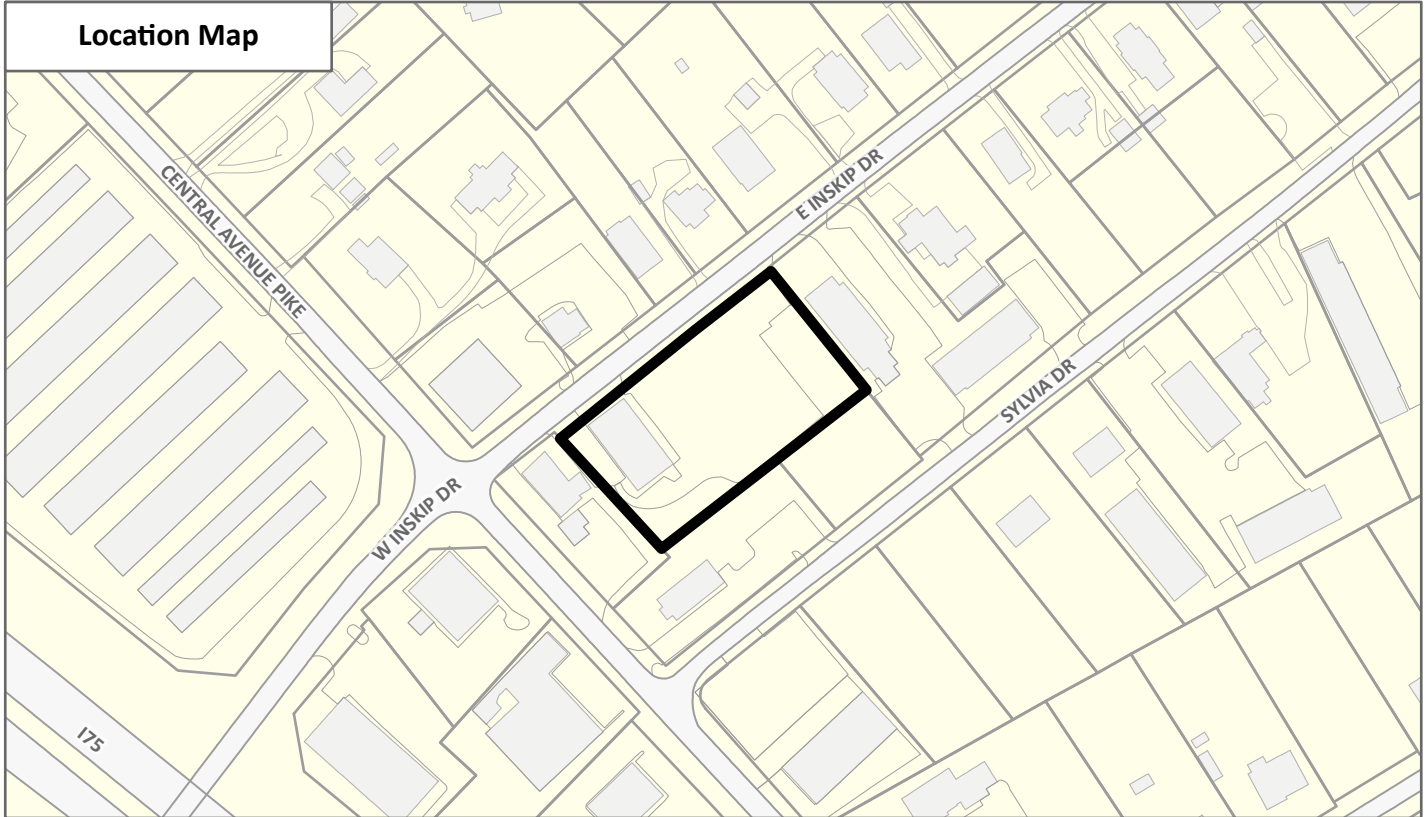 Location Map
CENTRAL AVENUE PIKE
E INSKIP DR
SYLVIA DR
W INSKIP DR
I75